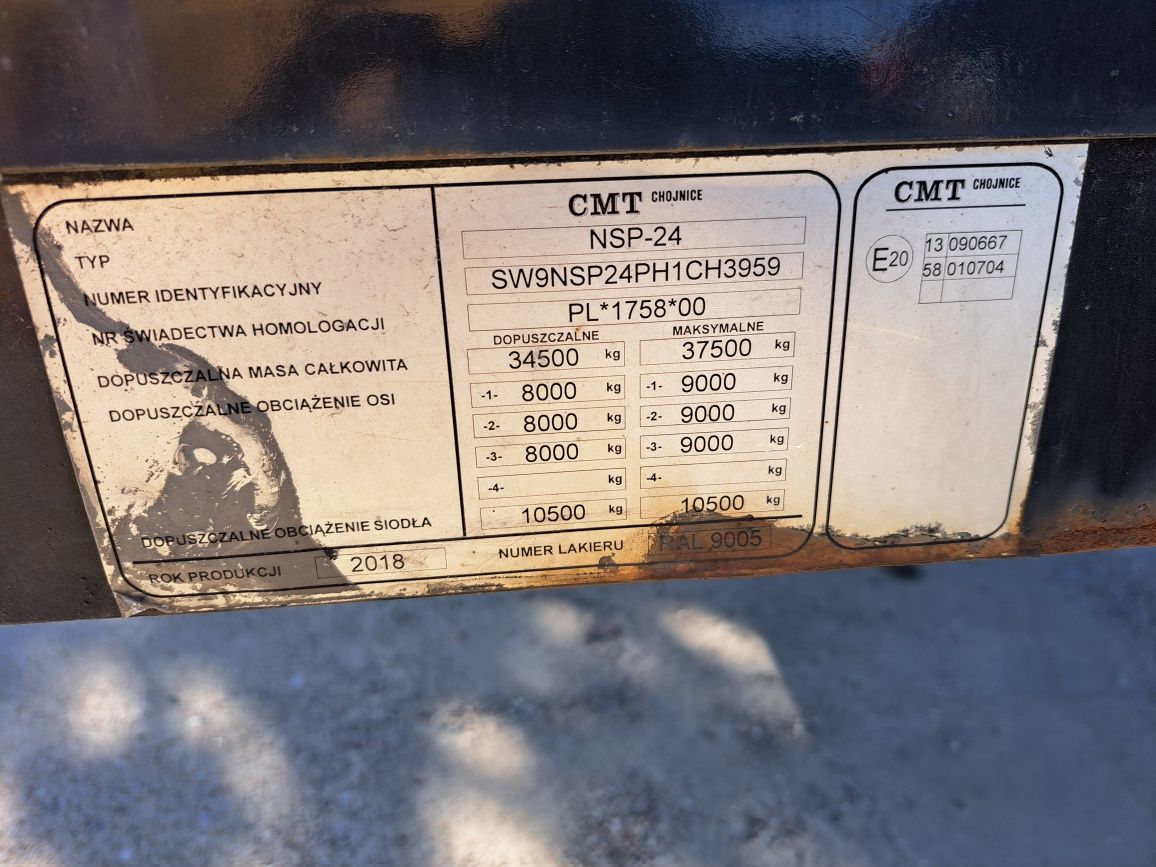 CMT CHOJNICE
NAZWA
TYP NSP-24
NUMER IDENTYFIKACYJNY SW9NSP24PH1CH3959
NR ŚWIADECTWA HOMOLOGACJI PL*1758*00
DOPUSZCZALNE MAKSYMALNE
DOPUSZCZALNA MASA CAŁKOWITA 34500 kg 37500 kg
DOPUSZCZALNE OBCIĄŻENIE OSI -1- 8000 kg -1- 9000 kg
-2- 8000 kg -2- 9000 kg
-3- 8000 kg -3- 9000 kg
-4- kg -4- kg
DOPUSZCZALNE OBCIĄŻENIE SIODŁA 10500 kg 10500 kg
ROK PRODUKCJI 2018 NUMER LAKIERU RAL 9005
CMT CHOJNICE
E20 13 090667
58 010704